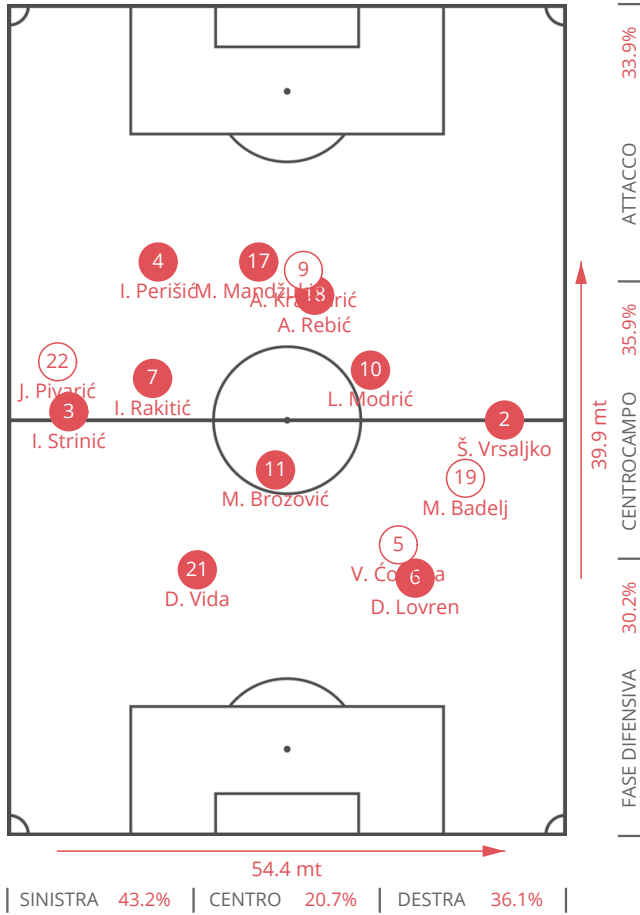 33.9%
ATTACCO
4
17
9
I. Perišić
M. Mandžukić
18
A. Rebić
22
J. Pivarić
7
10
L. Modrić
3
I. Rakitić
I. Strinić
2
Š. Vrsaljko
35.9%
CENTROCAMPO
39.9 mt
11
M. Brozović
19
M. Badelj
5
21
V. Ćorluka
6
D. Vida
D. Lovren
30.2%
FASE DIFENSIVA
54.4 mt
SINISTRA 43.2% CENTRO 20.7% DESTRA 36.1%